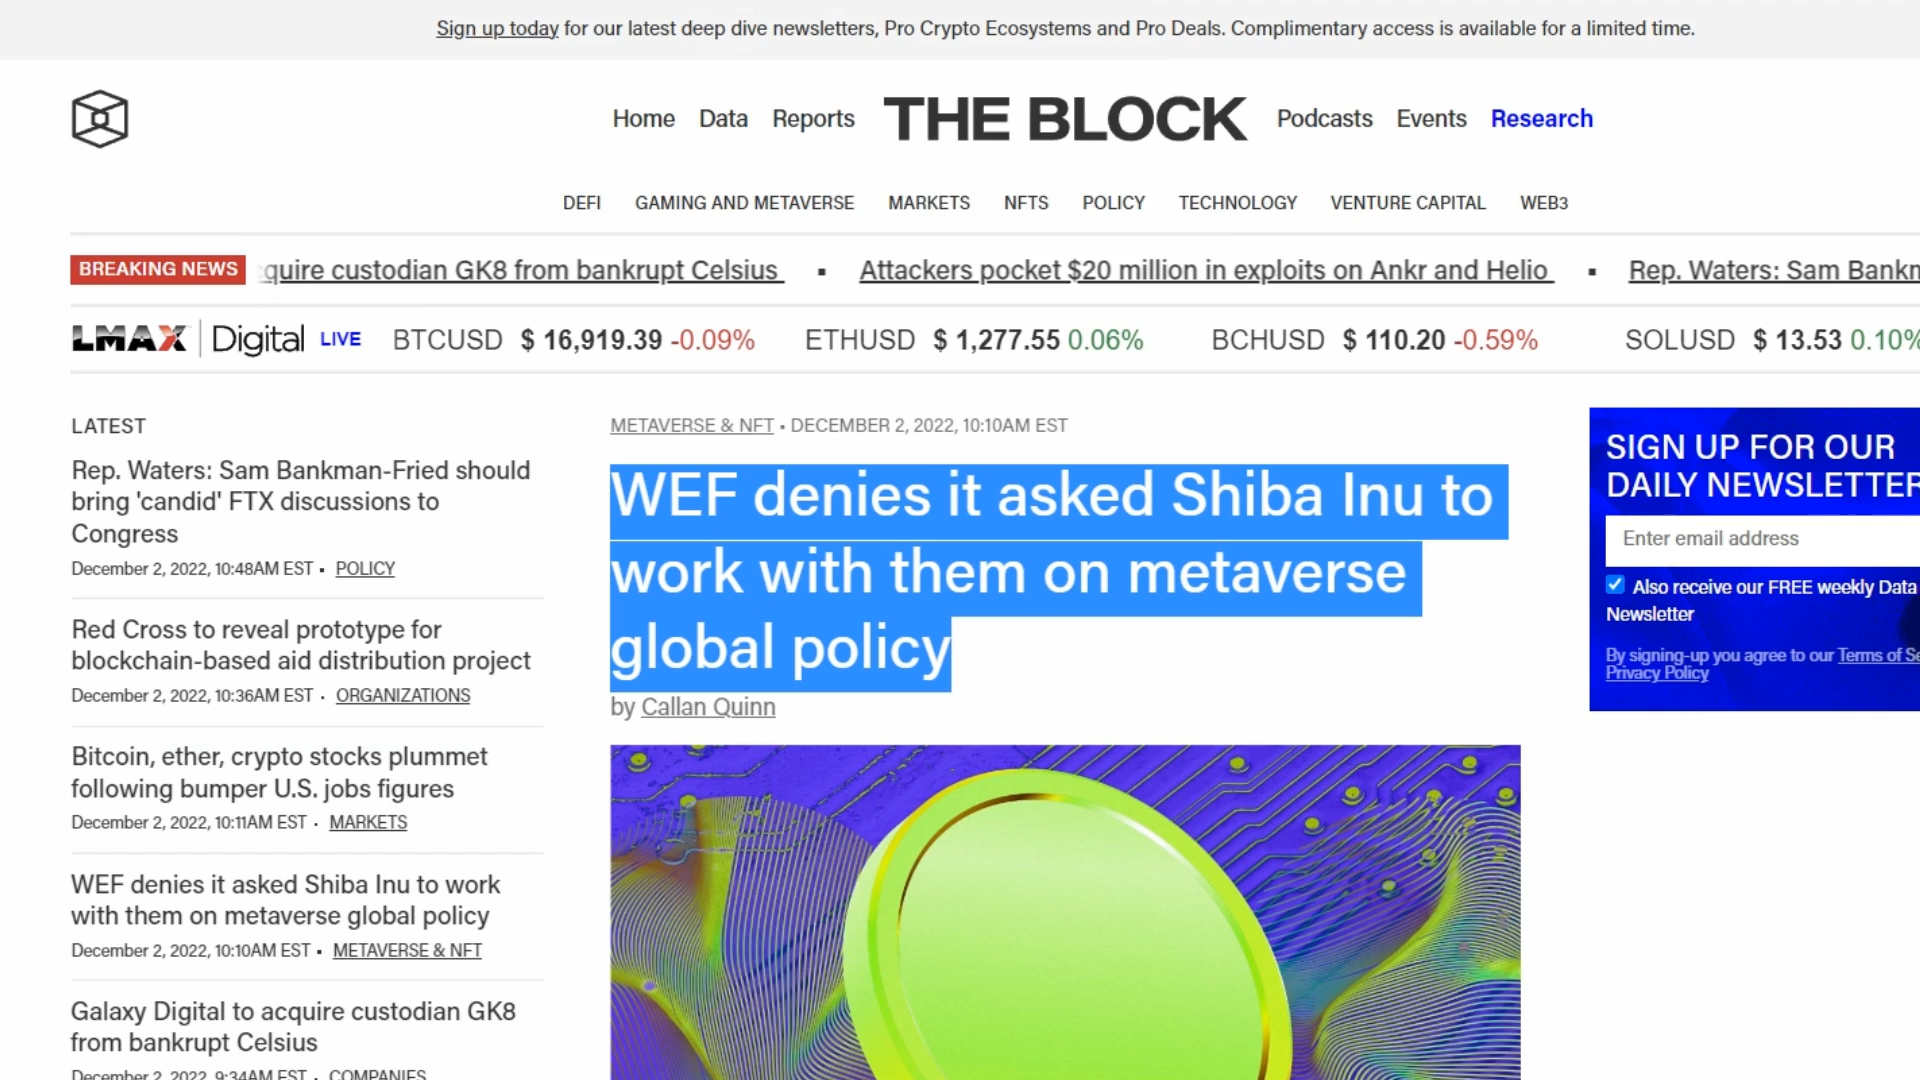 Sign up today for our latest deep dive newsletters, Pro Crypto Ecosystems and Pro Deals. Complimentary access is available for a limited time.
Home Data Reports THE BLOCK Podcasts Events Research
DEFI GAMING AND METAVERSE MARKETS NFTS POLICY TECHNOLOGY VENTURE CAPITAL WEB3
BREAKING NEWS quire custodian GK8 from bankrupt Celsius ▪ Attackers pocket $20 million in exploits on Ankr and Helio ▪ Rep. Waters: Sam Bankm
LMAX Digital LIVE BTCUSD $ 16,919.39 -0.09% ETHUSD $ 1,277.55 0.06% BCHUSD $ 110.20 -0.59% SOLUSD $ 13.53 0.10%
LATEST
Rep. Waters: Sam Bankman-Fried should
bring 'candid' FTX discussions to
Congress
December 2, 2022, 10:48AM EST • POLICY
Red Cross to reveal prototype for
blockchain-based aid distribution project
December 2, 2022, 10:36AM EST • ORGANIZATIONS
Bitcoin, ether, crypto stocks plummet
following bumper U.S. jobs figures
December 2, 2022, 10:11AM EST • MARKETS
WEF denies it asked Shiba Inu to work
with them on metaverse global policy
December 2, 2022, 10:10AM EST • METAVERSE & NFT
Galaxy Digital to acquire custodian GK8
from bankrupt Celsius
December 2, 2022, 9:34AM EST • COMPANIES
METAVERSE & NFT • DECEMBER 2, 2022, 10:10AM EST
WEF denies it asked Shiba Inu to
work with them on metaverse
global policy
by Callan Quinn
SIGN UP FOR OUR
DAILY NEWSLETTER
Enter email address
Also receive our FREE weekly Data
Newsletter
By signing-up you agree to our Terms of Se
Privacy Policy